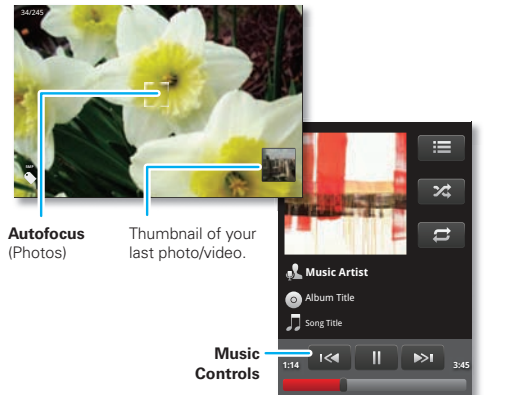 34/245
Autofocus
(Photos)
Thumbnail of your
last photo/video.
Music Artist
Album Title
Song Title
Music
Controls
1:14
3:45